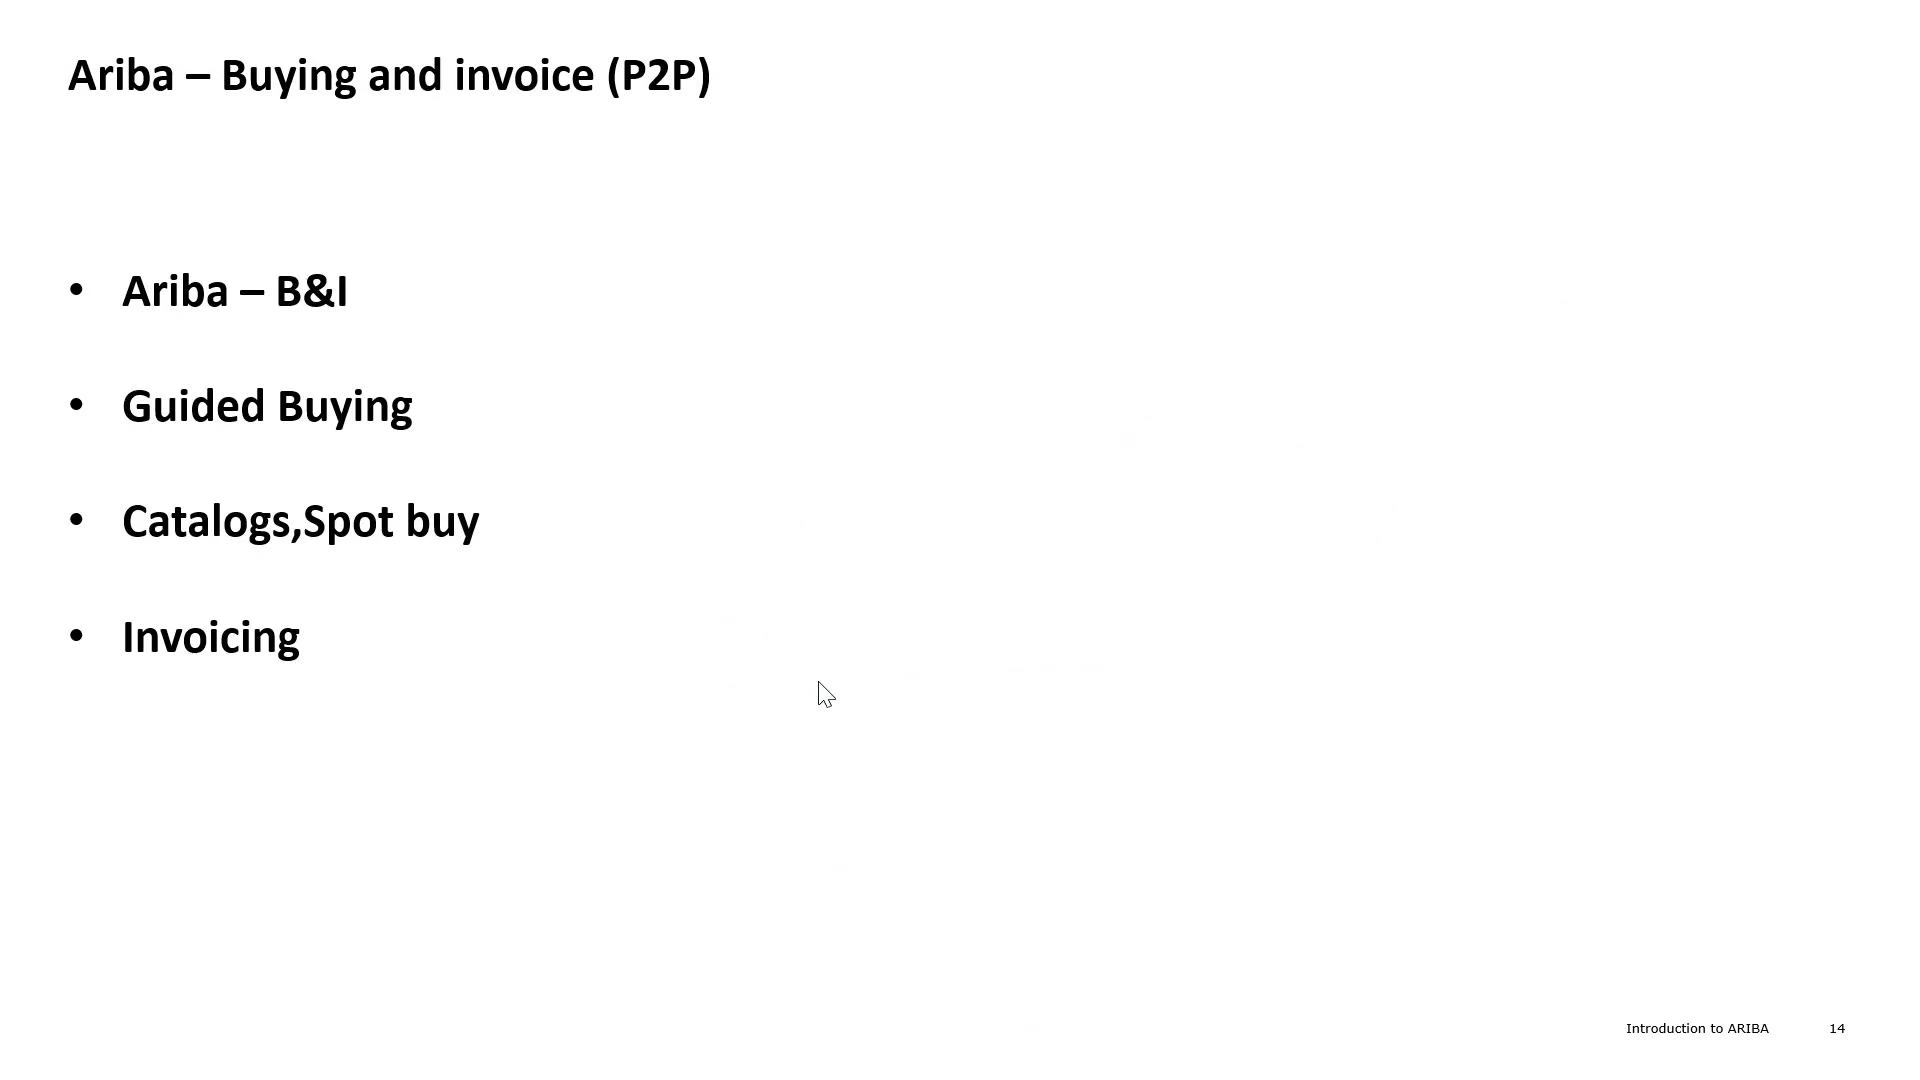 Ariba – Buying and invoice (P2P)
• Ariba – B&I
• Guided Buying
• Catalogs,Spot buy
• Invoicing
Introduction to ARIBA 14